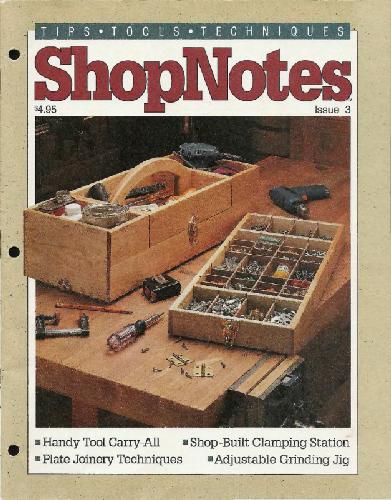 TIPS • TOOLS • TECHNIQUES
ShopNotes
$4.95 Issue 3
▪ Handy Tool Carry-All ▪ Shop-Built Clamping Station
▪ Plate Joinery Techniques ▪ Adjustable Grinding Jig